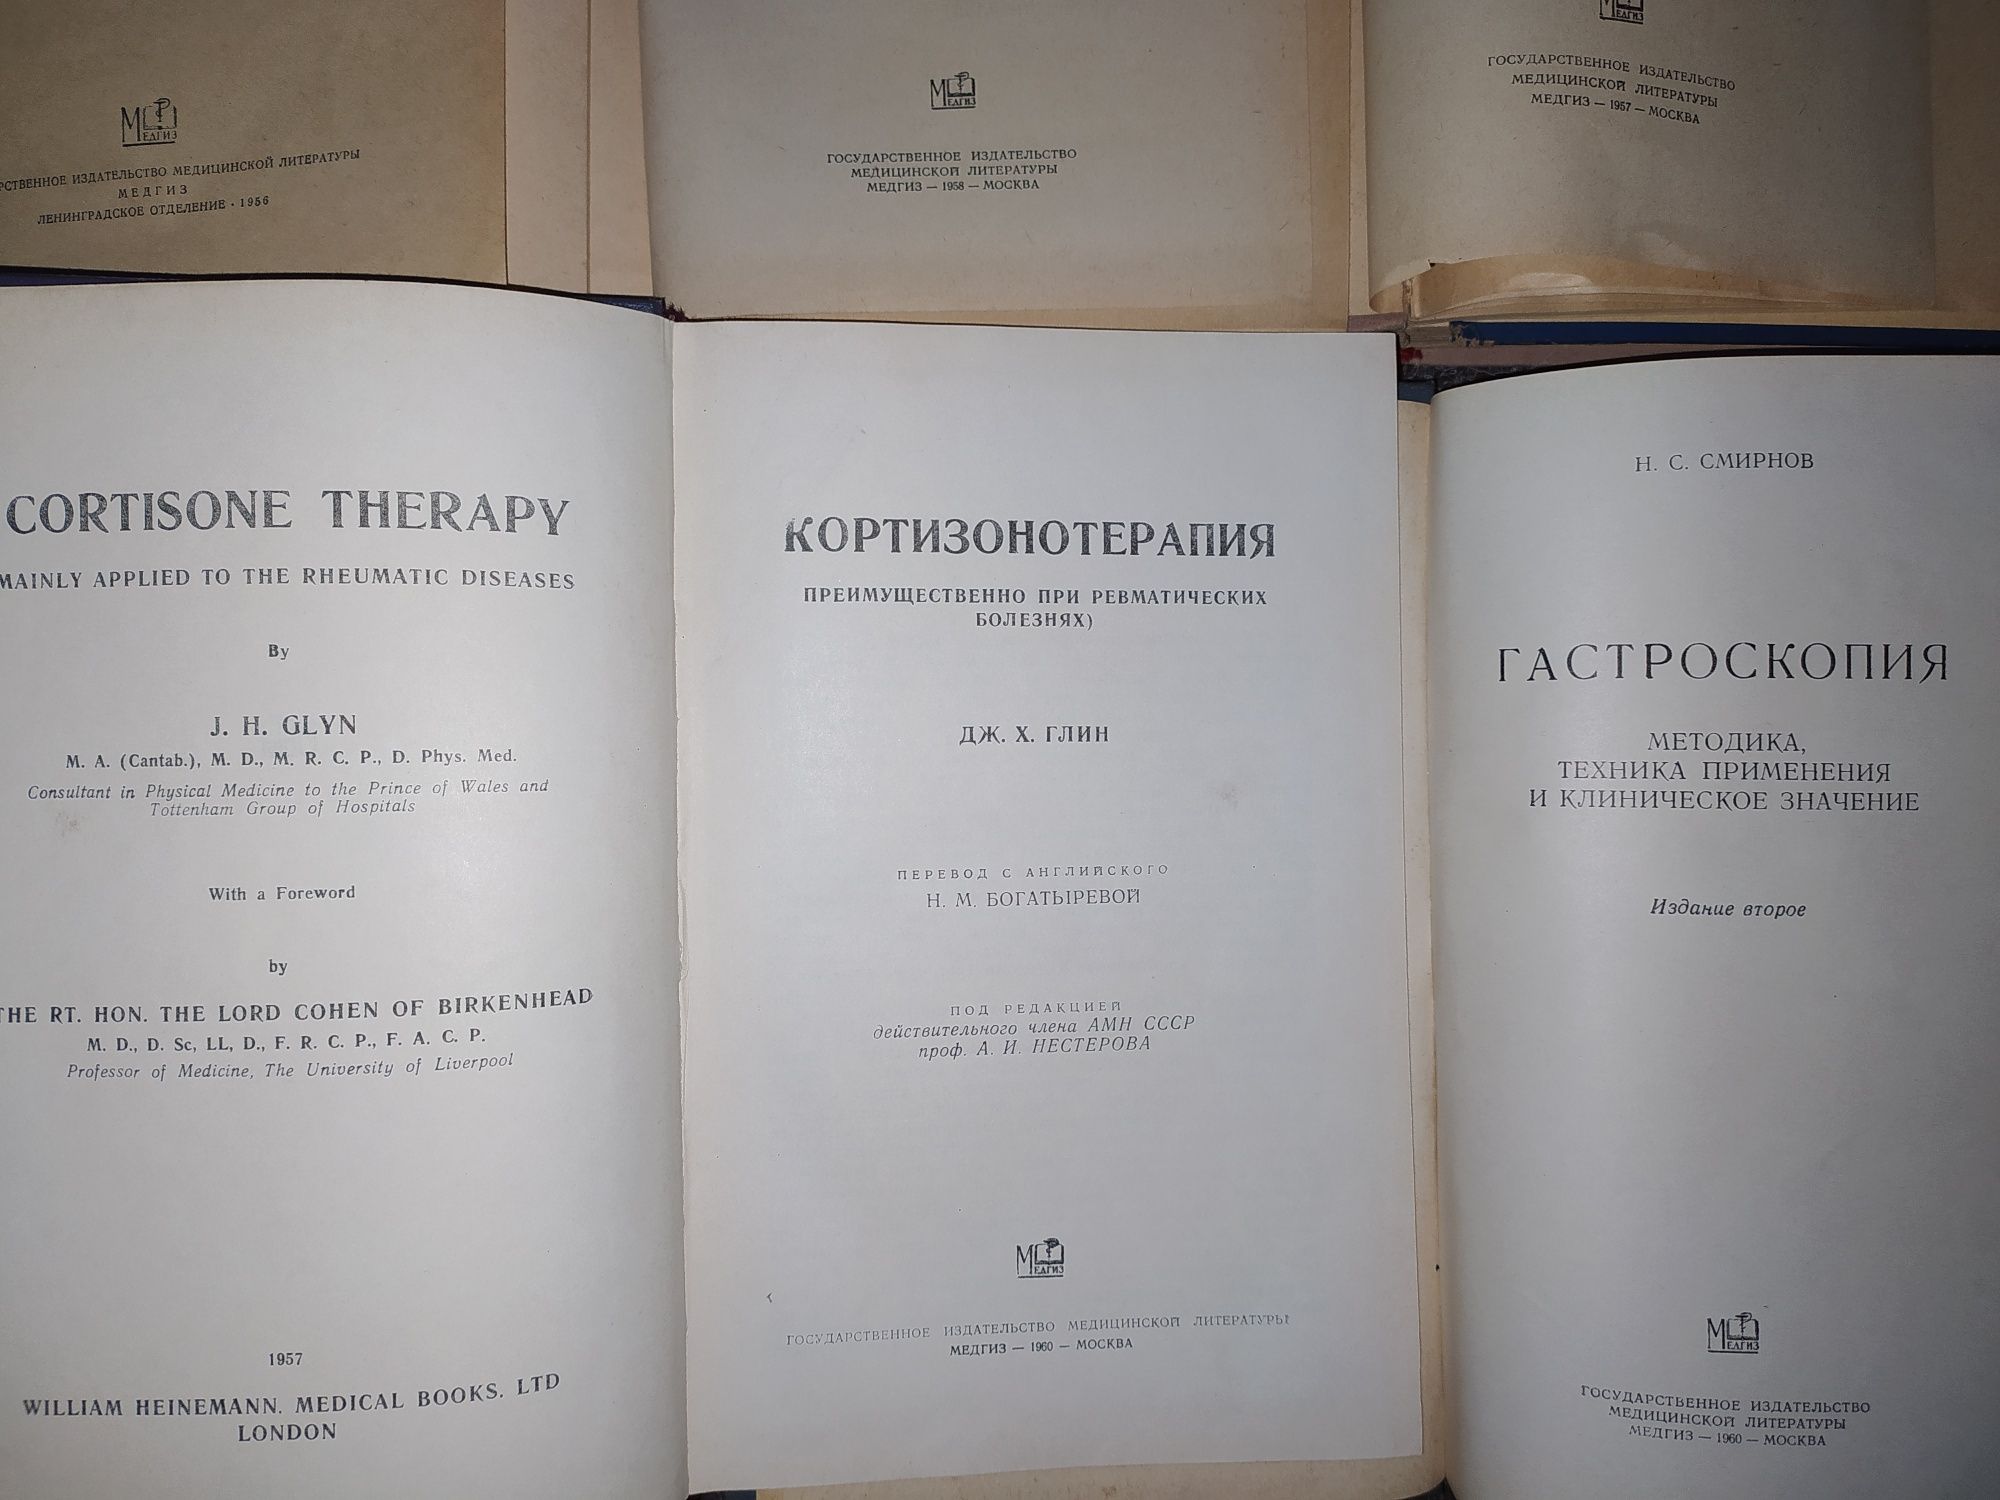 МЕДГИЗ
ИЗДАТЕЛЬСТВО МЕДИЦИНСКОЙ ЛИТЕРАТУРЫ
МЕДГИЗ
ЛЕНИНГРАДСКОЕ ОТДЕЛЕНИЕ · 1956
МЕДГИЗ
ГОСУДАРСТВЕННОЕ ИЗДАТЕЛЬСТВО
МЕДИЦИНСКОЙ ЛИТЕРАТУРЫ
МЕДГИЗ — 1958 — МОСКВА
МЕДГИЗ
ГОСУДАРСТВЕННОЕ ИЗДАТЕЛЬСТВО
МЕДИЦИНСКОЙ ЛИТЕРАТУРЫ
МЕДГИЗ — 1957 — МОСКВА
CORTISONE THERAPY
MAINLY APPLIED TO THE RHEUMATIC DISEASES
By
J. H. GLYN
M. A. (Cantab.), M. D., M. R. C. P., D. Phys. Med.
Consultant in Physical Medicine to the Prince of Wales and
Tottenham Group of Hospitals
With a Foreword
by
THE RT. HON. THE LORD COHEN OF BIRKENHEAD
M. D., D. Sc, LL, D., F. R. C. P., F. A. C. P.
Professor of Medicine, The University of Liverpool
1957
WILLIAM HEINEMANN. MEDICAL BOOKS. LTD
LONDON
КОРТИЗОНОТЕРАПИЯ
ПРЕИМУЩЕСТВЕННО ПРИ РЕВМАТИЧЕСКИХ
БОЛЕЗНЯХ)
ДЖ. Х. ГЛИН
ПЕРЕВОД С АНГЛИЙСКОГО
Н. М. БОГАТЫРЕВОЙ
ПОД РЕДАКЦИЕЙ
действительного члена АМН СССР
проф. А. И. НЕСТЕРОВА
МЕДГИЗ
ГОСУДАРСТВЕННОЕ ИЗДАТЕЛЬСТВО МЕДИЦИНСКОЙ ЛИТЕРАТУРЫ
МЕДГИЗ — 1960 — МОСКВА
Н. С. СМИРНОВ
ГАСТРОСКОПИЯ
МЕТОДИКА,
ТЕХНИКА ПРИМЕНЕНИЯ
И КЛИНИЧЕСКОЕ ЗНАЧЕНИЕ
Издание второе
МЕДГИЗ
ГОСУДАРСТВЕННОЕ ИЗДАТЕЛЬСТВО
МЕДИЦИНСКОЙ ЛИТЕРАТУРЫ
МЕДГИЗ — 1960 — МОСКВА